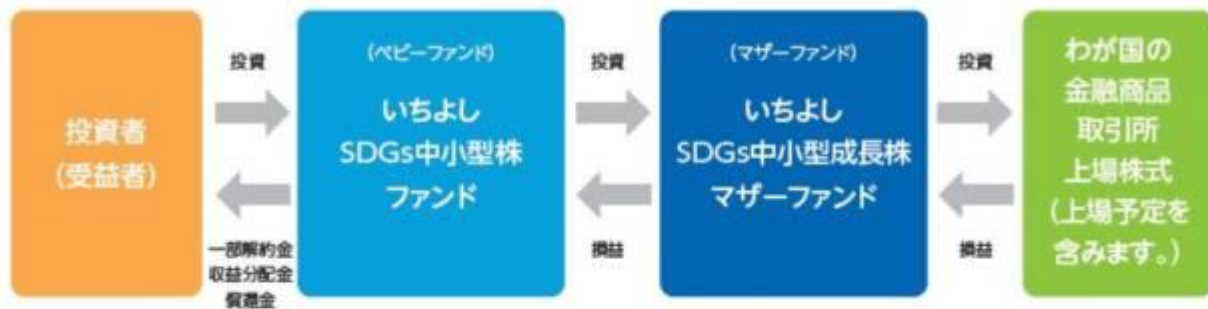 投資者
(受益者)
投資
一部解約金
収益分配金
償還金
(ベビーファンド)
いちよし
SDGs中小型株
ファンド
投資
損益
(マザーファンド)
いちよし
SDGs中小型成長株
マザーファンド
投資
損益
わが国の
金融商品
取引所
上場株式
(上場予定を
含みます。)